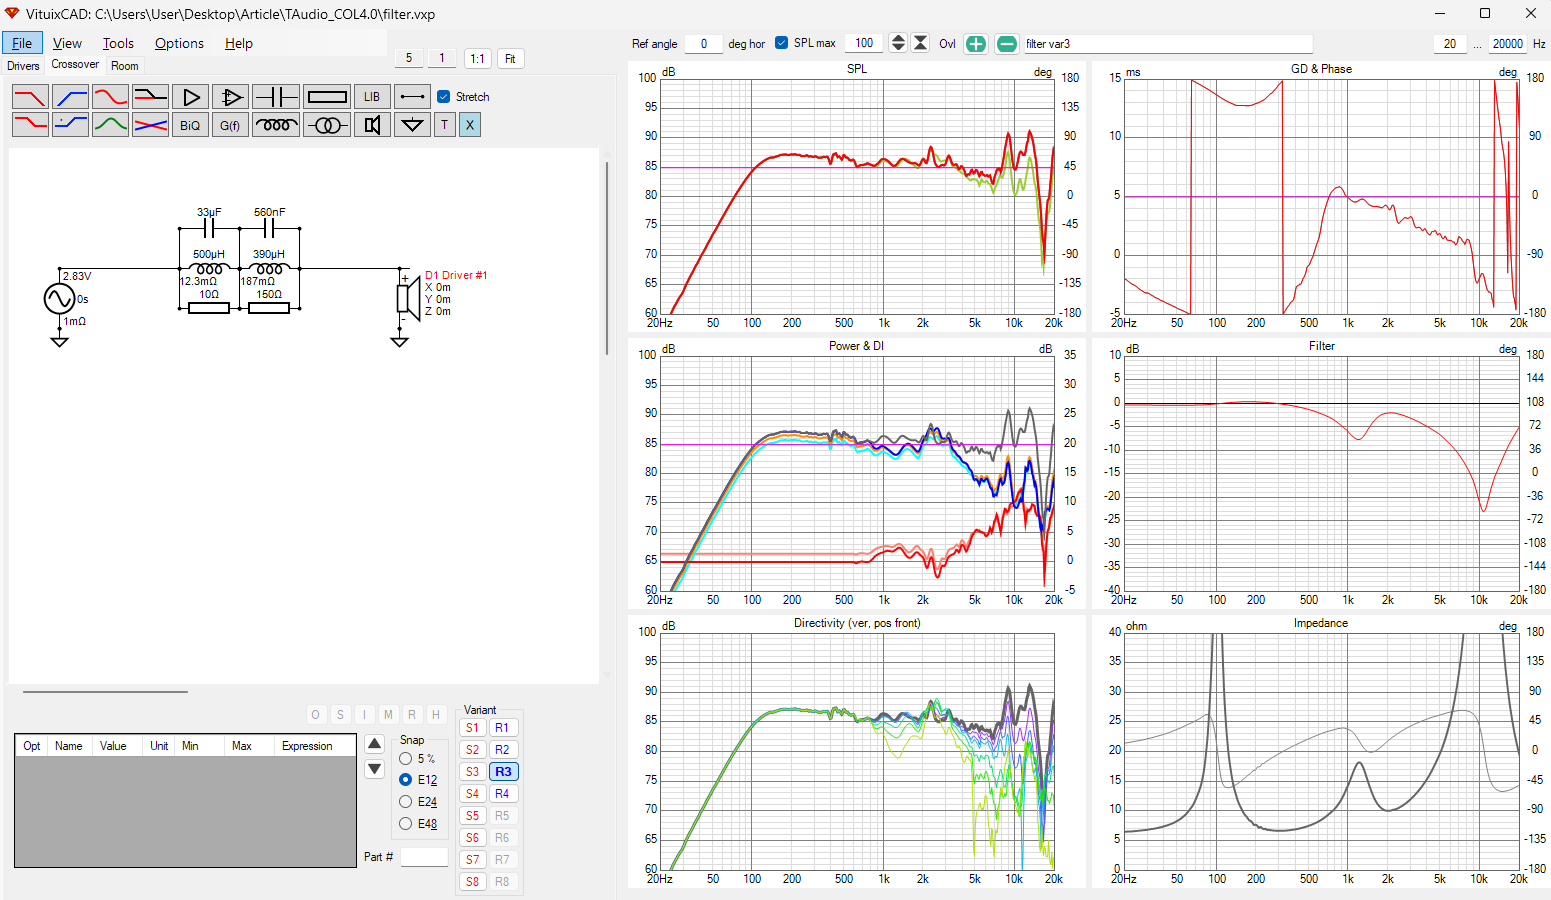 VituixCAD: C:\Users\User\Desktop\Article\TAudio_COL4.0\filter.vxp
File View Tools Options Help
5 1 1:1 Fit
Drivers Crossover Room
LIB Stretch
BiQ G(f) T X
33µF 560nF
500µH 390µH
12.3mΩ 187mΩ
10Ω 150Ω
2.83V
0s
1mΩ
D1 Driver #1
X 0m
Y 0m
Z 0m
+
-
O S I M R H
Opt Name Value Unit Min Max Expression
Snap
5 %
E12
E24
E48
Part #
Variant
S1 R1
S2 R2
S3 R3
S4 R4
S5 R5
S6 R6
S7 R7
S8 R8
Ref angle 0 deg hor SPL max 100 Ovl filter var3 20 ... 20000 Hz
SPL
dB deg
100 95 90 85 80 75 70 65 60
180 135 90 45 0 -45 -90 -135 -180
20Hz 50 100 200 500 1k 2k 5k 10k 20k
GD & Phase
ms deg
15 10 5 0 -5
180 90 0 -90 -180
20Hz 50 100 200 500 1k 2k 5k 10k 20k
Power & DI
dB dB
100 95 90 85 80 75 70 65 60
35 30 25 20 15 10 5 0 -5
20Hz 50 100 200 500 1k 2k 5k 10k 20k
Filter
dB deg
10 5 0 -5 -10 -15 -20 -25 -30 -35 -40
180 144 108 72 36 0 -36 -72 -108 -144 -180
20Hz 50 100 200 500 1k 2k 5k 10k 20k
Directivity (ver, pos front)
dB
100 95 90 85 80 75 70 65 60
20Hz 50 100 200 500 1k 2k 5k 10k 20k
Impedance
ohm deg
40 35 30 25 20 15 10 5 0
180 135 90 45 0 -45 -90 -135 -180
20Hz 50 100 200 500 1k 2k 5k 10k 20k